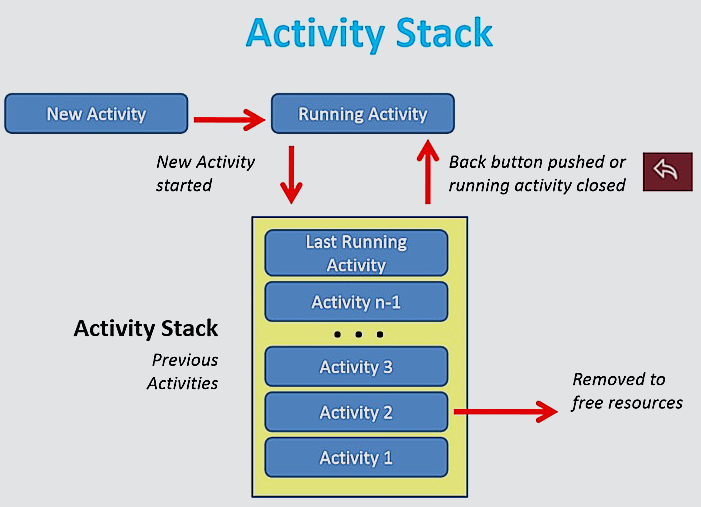 Activity Stack
New Activity
Running Activity
New Activity
started
Back button pushed or
running activity closed
Last Running
Activity
Activity n-1
. . .
Activity Stack
Previous
Activities
Activity 3
Activity 2
Activity 1
Removed to
free resources